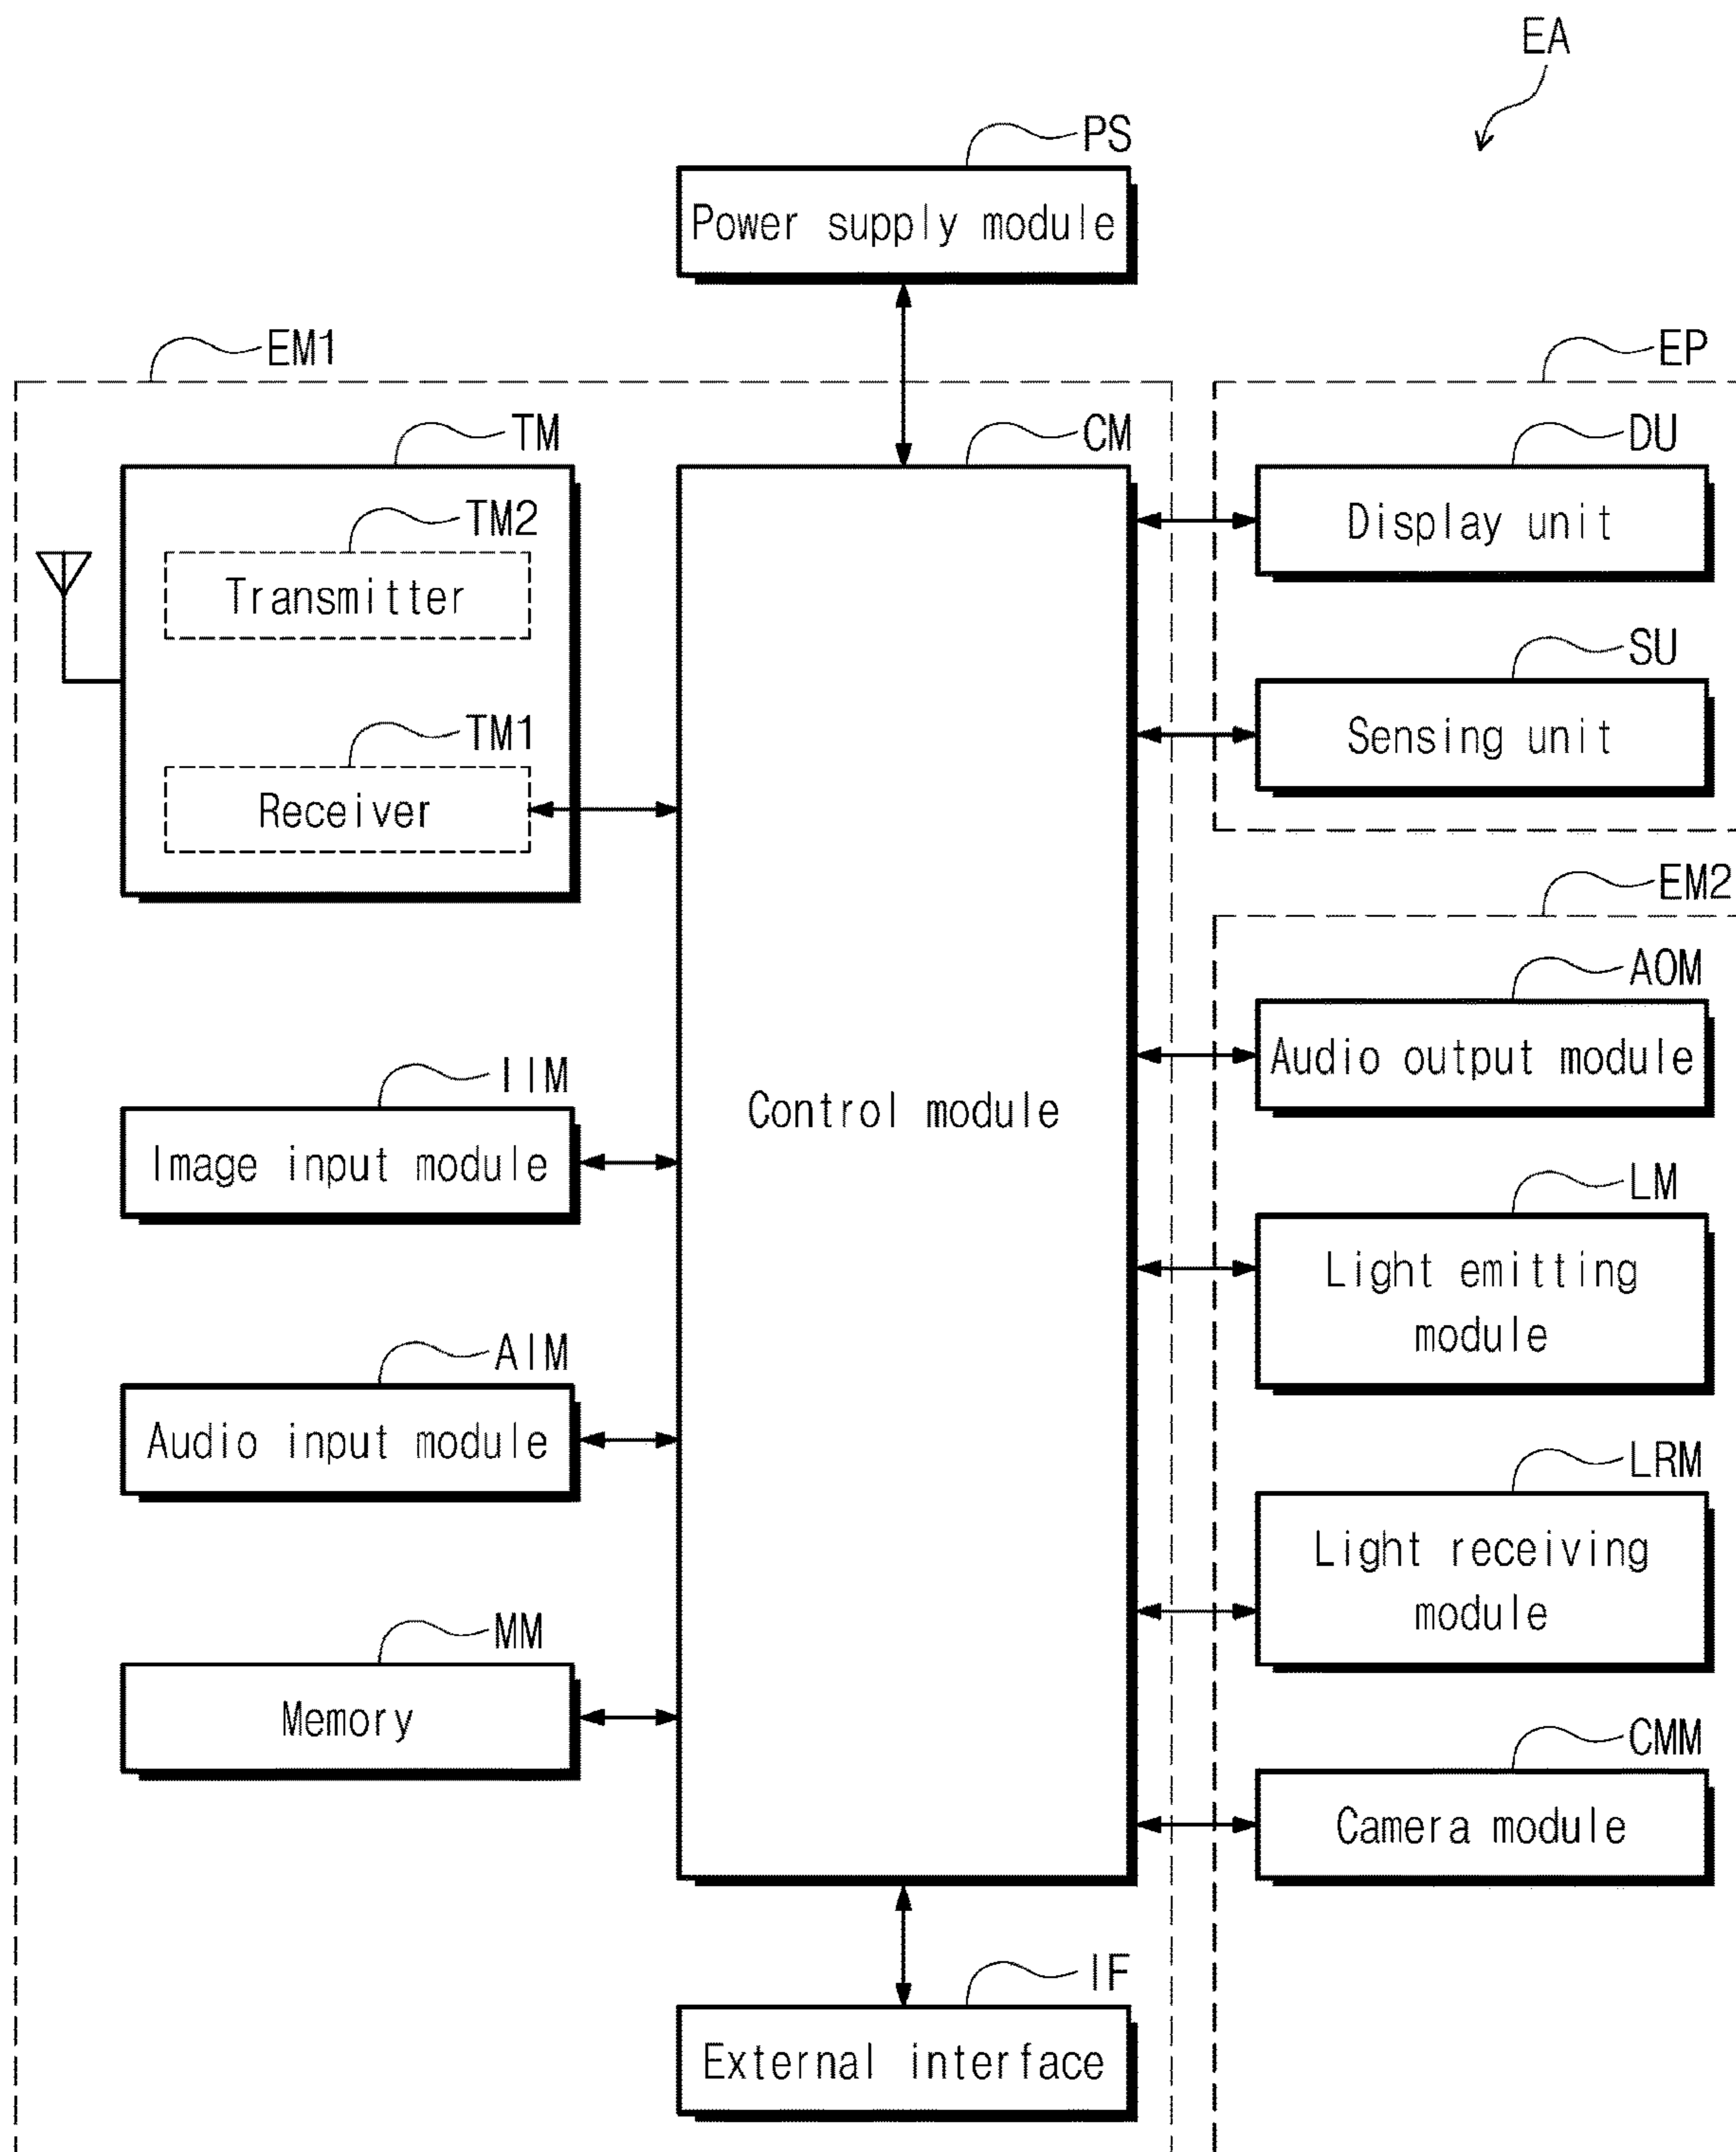 EA
PS
Power supply module
EM1
EP
TM
CM
DU
TM2
Display unit
Transmitter
SU
TM1
Sensing unit
Receiver
EM2
AOM
Audio output module
IIM
Control module
Image input module
LM
Light emitting
module
AIM
Audio input module
LRM
Light receiving
module
MM
Memory
CMM
Camera module
IF
External interface